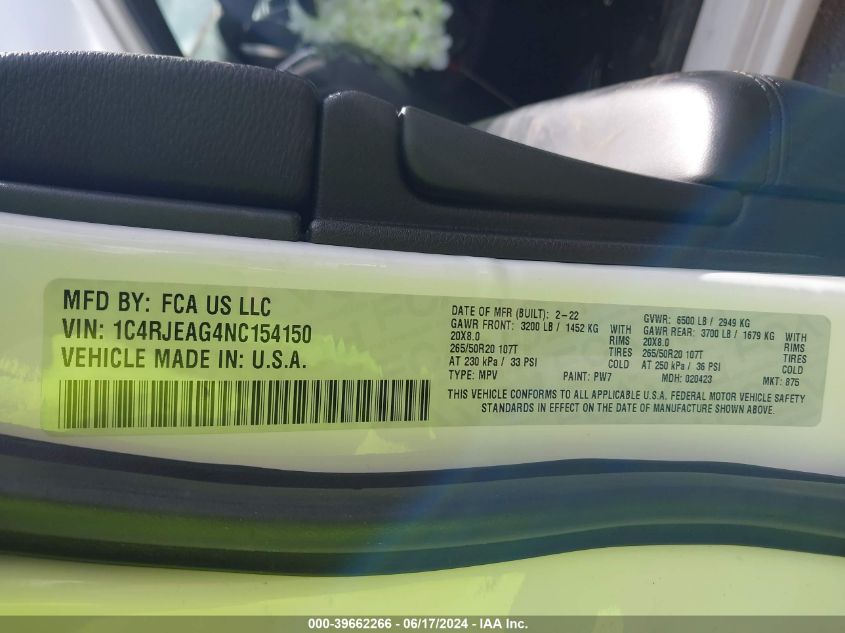 MFD BY: FCA US LLC
VIN: 1C4RJEAG4NC154150
VEHICLE MADE IN: U.S.A.
DATE OF MFR (BUILT): 2-22
GAWR FRONT: 3200 LB / 1452 KG WITH
20X8.0 RIMS
265/50R20 107T TIRES
AT 230 kPa / 33 PSI COLD
TYPE: MPV PAINT: PW7
GVWR: 6500 LB / 2949 KG
GAWR REAR: 3700 LB / 1679 KG WITH
20X8.0 RIMS
265/50R20 107T TIRES
AT 250 kPa / 36 PSI COLD
MDH: 020423 MKT: 875
THIS VEHICLE CONFORMS TO ALL APPLICABLE U.S.A. FEDERAL MOTOR VEHICLE SAFETY
STANDARDS IN EFFECT ON THE DATE OF MANUFACTURE SHOWN ABOVE.
000-39662266 - 06/17/2024 - IAA Inc.